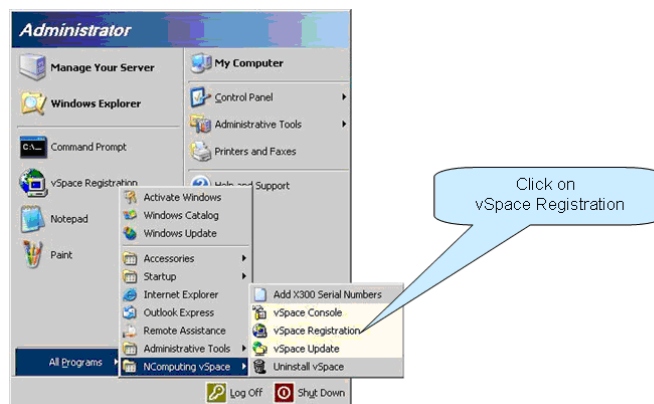 Administrator
Manage Your Server
My Computer
Windows Explorer
Control Panel
Administrative Tools
Command Prompt
C:\_
Printers and Faxes
vSpace Registration
Help and Support
Notepad
Paint
Activate Windows
Windows Catalog
Windows Update
Accessories
Startup
Internet Explorer
Outlook Express
Remote Assistance
Administrative Tools
NComputing vSpace
Add X300 Serial Numbers
vSpace Console
vSpace Registration
vSpace Update
Uninstall vSpace
All Programs
Log Off
Shut Down
Click on
vSpace Registration